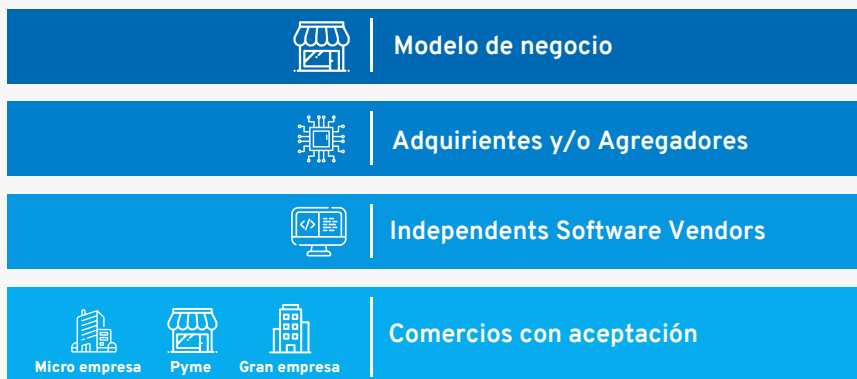 Modelo de negocio
Adquirientes y/o Agregadores
Independents Software Vendors
Comercios con aceptación
Micro empresa Pyme Gran empresa